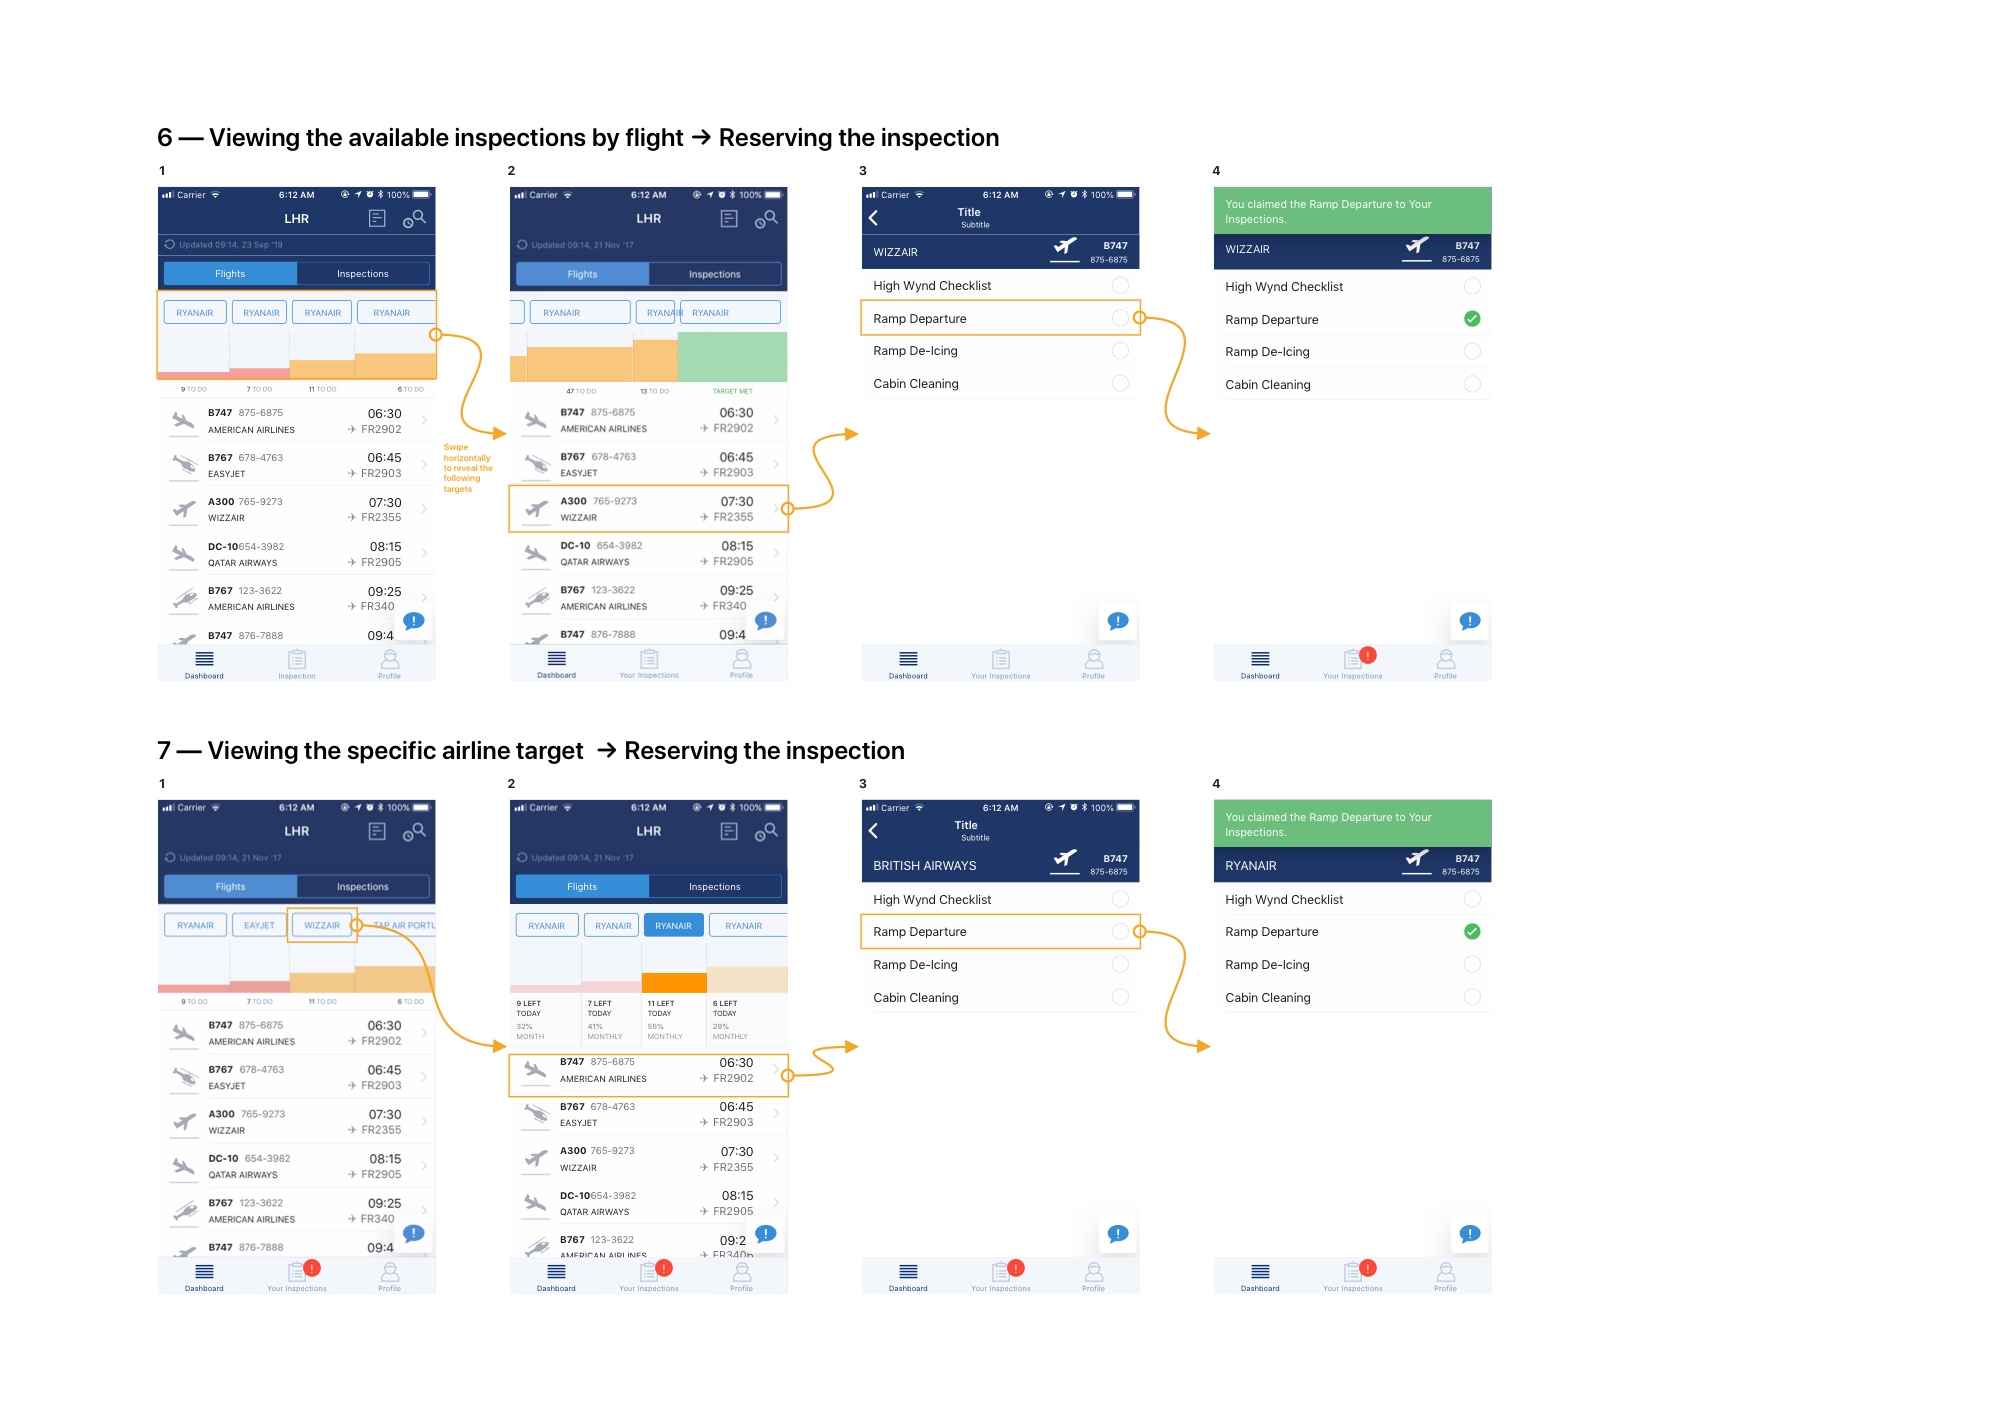 6 — Viewing the available inspections by flight → Reserving the inspection
1
Carrier 6:12 AM 100%
LHR
Updated 09:14, 23 Sep '19
Flights Inspections
RYANAIR RYANAIR RYANAIR RYANAIR
9 TO DO 7 TO DO 11 TO DO 6 TO DO
B747 875-6875 06:30
AMERICAN AIRLINES FR2902
B767 678-4763 06:45
EASYJET FR2903
A300 765-9273 07:30
WIZZAIR FR2355
DC-10 654-3982 08:15
QATAR AIRWAYS FR2905
B767 123-3622 09:25
AMERICAN AIRLINES FR340
B747 876-7888 09:4
Dashboard Inspection Profile
Swipe
horizontally
to reveal the
following
targets
2
Carrier 6:12 AM 100%
LHR
Updated 09:14, 21 Nov '17
Flights Inspections
RYANAIR RYANAIR RYANAIR
47 TO DO 13 TO DO TARGET MET
B747 875-6875 06:30
AMERICAN AIRLINES FR2902
B767 678-4763 06:45
EASYJET FR2903
A300 765-9273 07:30
WIZZAIR FR2355
DC-10 654-3982 08:15
QATAR AIRWAYS FR2905
B767 123-3622 09:25
AMERICAN AIRLINES FR340
B747 876-7888 09:4
Dashboard Your Inspections Profile
3
Carrier 6:12 AM 100%
Title
Subtitle
WIZZAIR B747
875-6875
High Wynd Checklist
Ramp Departure
Ramp De-Icing
Cabin Cleaning
Dashboard Your Inspections Profile
4
You claimed the Ramp Departure to Your
Inspections.
WIZZAIR B747
875-6875
High Wynd Checklist
Ramp Departure
Ramp De-Icing
Cabin Cleaning
Dashboard Your Inspections Profile
7 — Viewing the specific airline target → Reserving the inspection
1
Carrier 6:12 AM 100%
LHR
Updated 09:14, 21 Nov '17
Flights Inspections
RYANAIR EAYJET WIZZAIR TAP AIR PORTU
9 TO DO 7 TO DO 11 TO DO 6 TO DO
B747 875-6875 06:30
AMERICAN AIRLINES FR2902
B767 678-4763 06:45
EASYJET FR2903
A300 765-9273 07:30
WIZZAIR FR2355
DC-10 654-3982 08:15
QATAR AIRWAYS FR2905
B767 123-3622 09:25
AMERICAN AIRLINES FR340
B747 876-7888 09:4
Dashboard Your Inspections Profile
2
Carrier 6:12 AM 100%
LHR
Updated 09:14, 21 Nov '17
Flights Inspections
RYANAIR RYANAIR RYANAIR RYANAIR
9 LEFT 7 LEFT 11 LEFT 6 LEFT
TODAY TODAY TODAY TODAY
32% 41% 55% 29%
MONTH MONTHLY MONTHLY MONTHLY
B747 875-6875 06:30
AMERICAN AIRLINES FR2902
B767 678-4763 06:45
EASYJET FR2903
A300 765-9273 07:30
WIZZAIR FR2355
DC-10 654-3982 08:15
QATAR AIRWAYS FR2905
B767 123-3622 09:2
AMERICAN AIRLINES FR340
Dashboard Your Inspections Profile
3
Carrier 6:12 AM 100%
Title
Subtitle
BRITISH AIRWAYS B747
875-6875
High Wynd Checklist
Ramp Departure
Ramp De-Icing
Cabin Cleaning
Dashboard Your Inspections Profile
4
You claimed the Ramp Departure to Your
Inspections.
RYANAIR B747
875-6875
High Wynd Checklist
Ramp Departure
Ramp De-Icing
Cabin Cleaning
Dashboard Your Inspections Profile